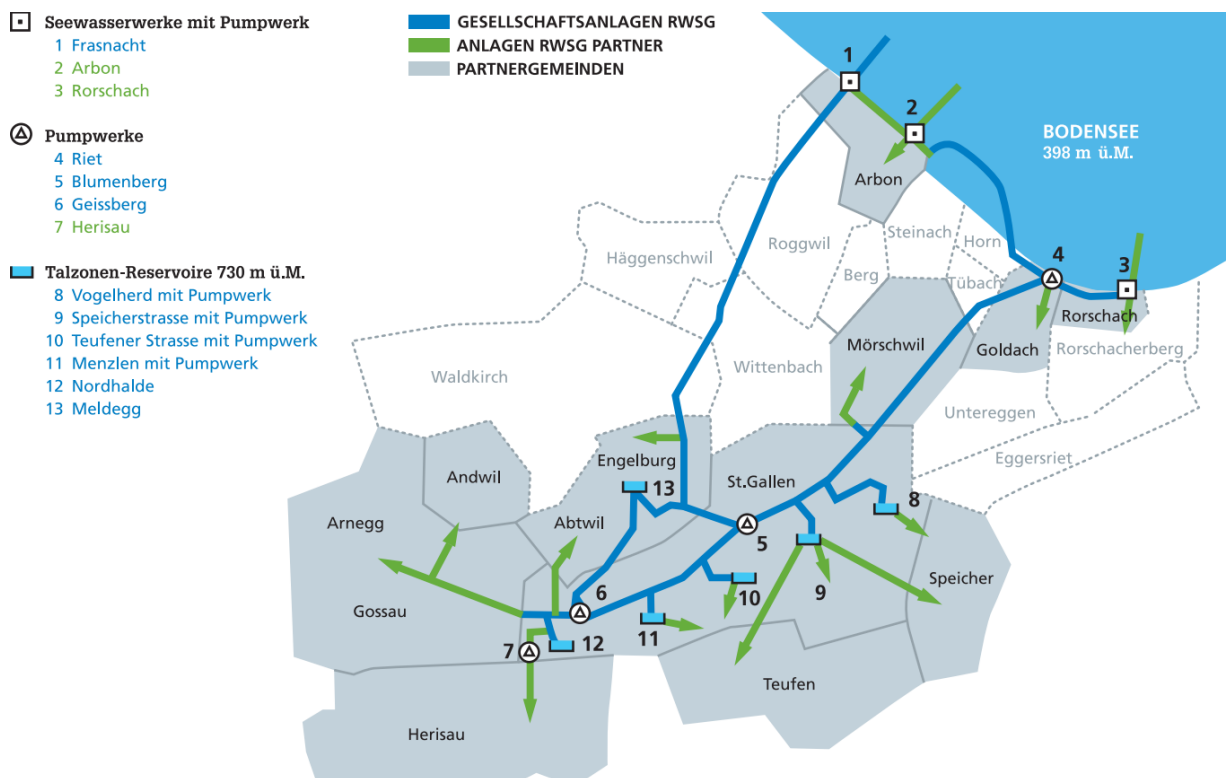 Seewasserwerke mit Pumpwerk
1 Frasnacht
2 Arbon
3 Rorschach
Pumpwerke
4 Riet
5 Blumenberg
6 Geissberg
7 Herisau
Talzonen-Reservoire 730 m ü.M.
8 Vogelherd mit Pumpwerk
9 Speicherstrasse mit Pumpwerk
10 Teufener Strasse mit Pumpwerk
11 Menzlen mit Pumpwerk
12 Nordhalde
13 Meldegg
GESELLSCHAFTSANLAGEN RWSG
ANLAGEN RWSG PARTNER
PARTNERGEMEINDEN
1
2
BODENSEE
398 m ü.M.
Arbon
Steinach
Horn
Roggwil
Häggenschwil
Berg
Tübach
4
3
Rorschach
Mörschwil
Goldach
Rorschacherberg
Wittenbach
Waldkirch
Untereggen
Eggersriet
Engelburg
St.Gallen
Andwil
13
8
Arnegg
Abtwil
5
Speicher
Gossau
6
10
9
11
12
7
Teufen
Herisau